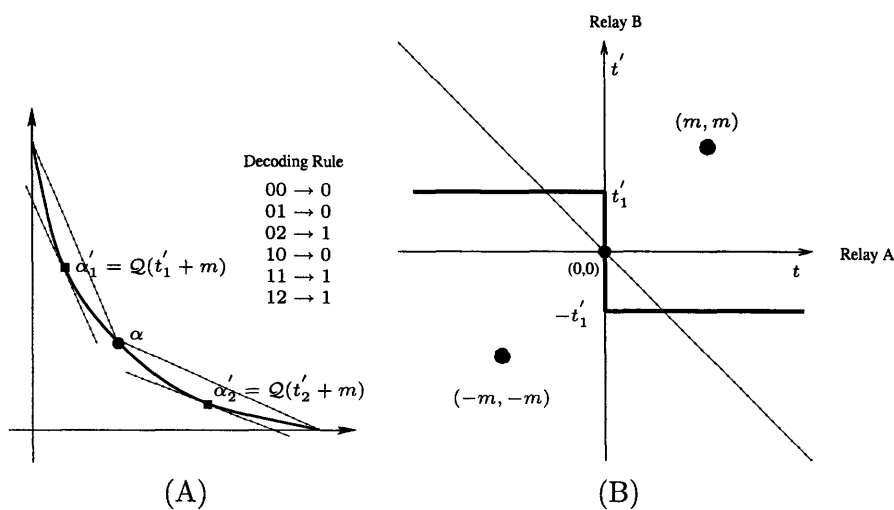 Decoding Rule
00 → 0
01 → 0
02 → 1
10 → 0
11 → 1
12 → 1
α′₁ = Q(t′₁ + m)
α
α′₂ = Q(t′₂ + m)
(A)
Relay B
t′
(m, m)
t′₁
Relay A
(0,0)
t
−t′₁
(−m, −m)
(B)